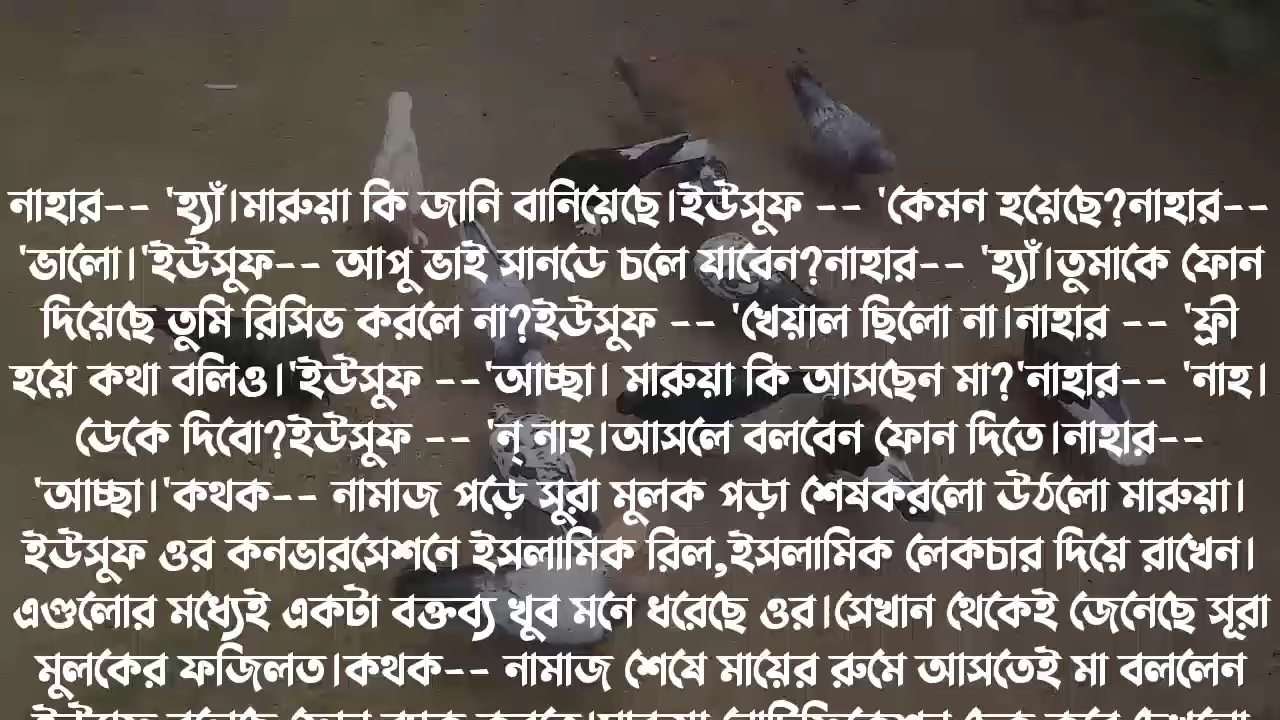 নাহার-- 'হ্যাঁ।মারুয়া কি জানি বানিয়েছে।ইউসুফ -- 'কেমন হয়েছে?নাহার--
'ভালো।'ইউসুফ-- আপু ভাই সানডে চলে যাবেন?নাহার-- 'হ্যাঁ।তুমাকে ফোন
দিয়েছে তুমি রিসিভ করলে না?ইউসুফ -- 'খেয়াল ছিলো না।নাহার -- 'ফ্রী
হয়ে কথা বলিও।'ইউসুফ --'আচ্ছা। মারুয়া কি আসছেন মা?'নাহার-- 'নাহ।
ডেকে দিবো?ইউসুফ -- 'ন্ নাহ।আসলে বলবেন ফোন দিতে।নাহার--
'আচ্ছা।'কথক-- নামাজ পড়ে সুরা মুলক পড়া শেষকরলো উঠলো মারুয়া।
ইউসুফ ওর কনভারসেশনে ইসলামিক রিল,ইসলামিক লেকচার দিয়ে রাখেন।
এগুলোর মধ্যেই একটা বক্তব্য খুব মনে ধরেছে ওর।সেখান থেকেই জেনেছে সূরা
মুলকের ফজিলত।কথক-- নামাজ শেষে মায়ের রুমে আসতেই মা বললেন